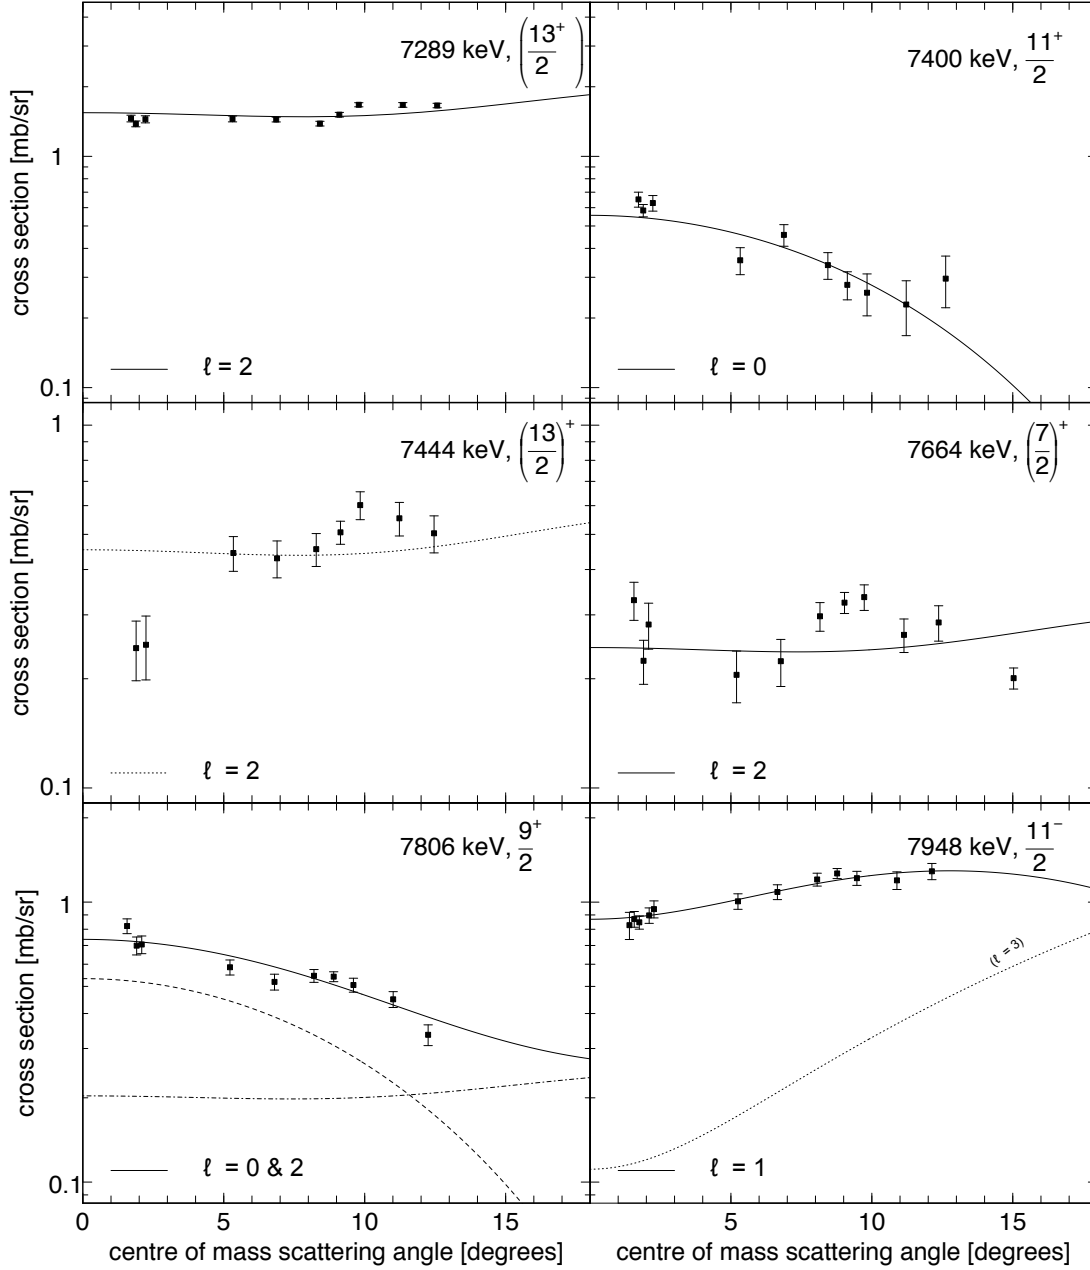 7289 keV, (13+/2)
cross section [mb/sr]
1
0.1
ℓ = 2
7400 keV, 11+/2
ℓ = 0
7444 keV, (13/2)+
cross section [mb/sr]
1
0.1
ℓ = 2
7664 keV, (7/2)+
ℓ = 2
7806 keV, 9+/2
cross section [mb/sr]
1
0.1
ℓ = 0 & 2
0 5 10 15
centre of mass scattering angle [degrees]
7948 keV, 11−/2
(ℓ = 3)
ℓ = 1
5 10 15
centre of mass scattering angle [degrees]